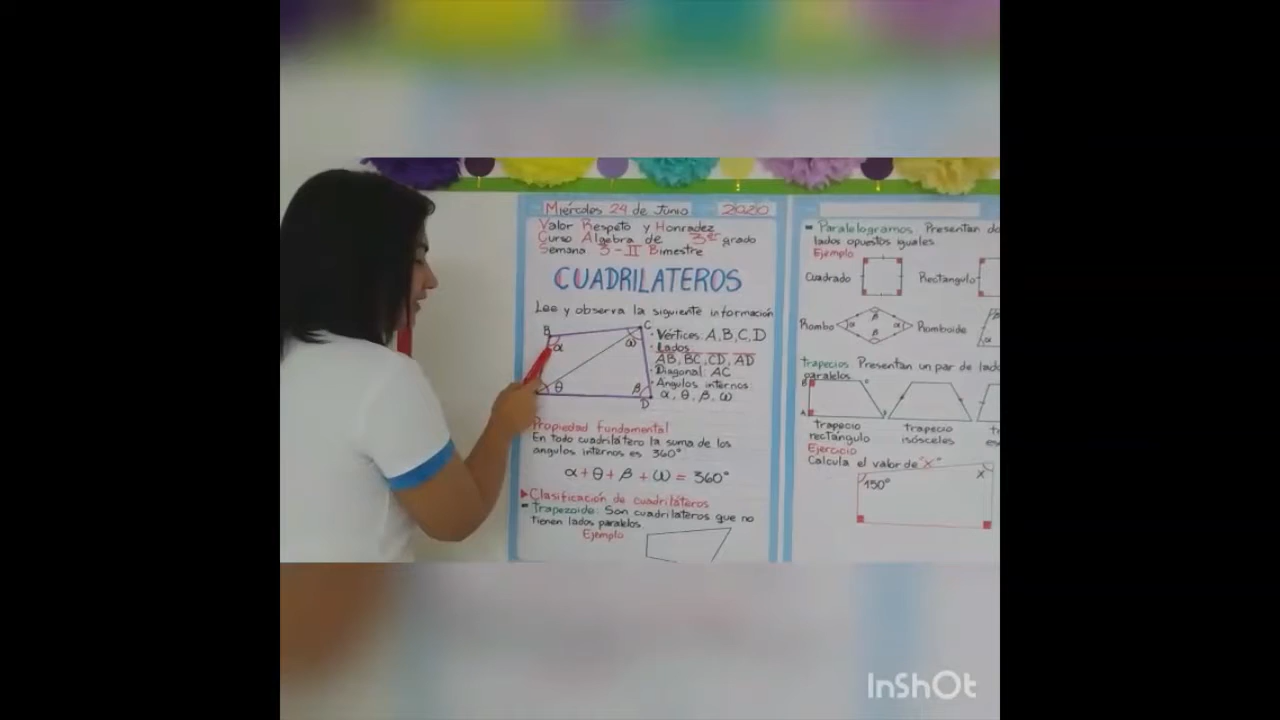 Miércoles 24 de Junio 2020
Valor Respeto y Honradez
Curso Algebra de 3er grado
Semana 3 - II Bimestre
CUADRILATEROS
Lee y observa la siguiente información
B
C
α
ω
θ
β
D
· Vértices: A, B, C, D
· Lados:
AB, BC, CD, AD
· Diagonal: AC
· Angulos internos:
α, θ, β, ω
Propiedad fundamental
En todo cuadrilátero la suma de los
angulos internos es 360°
α + θ + β + ω = 360°
Clasificación de cuadriláteros
- Trapezoide: Son cuadriláteros que no
tienen lados paralelos.
Ejemplo
- Paralelogramos. Presentan
lados opuestos iguales.
Ejemplo
Cuadrado Rectangulo
Rombo Romboide
α β α β
α
Trapecios Presentan un par de
paralelos
B
A
trapecio
rectángulo
trapecio
isósceles
Ejercicio
Calcula el valor de "X"
150°
X
InShOt